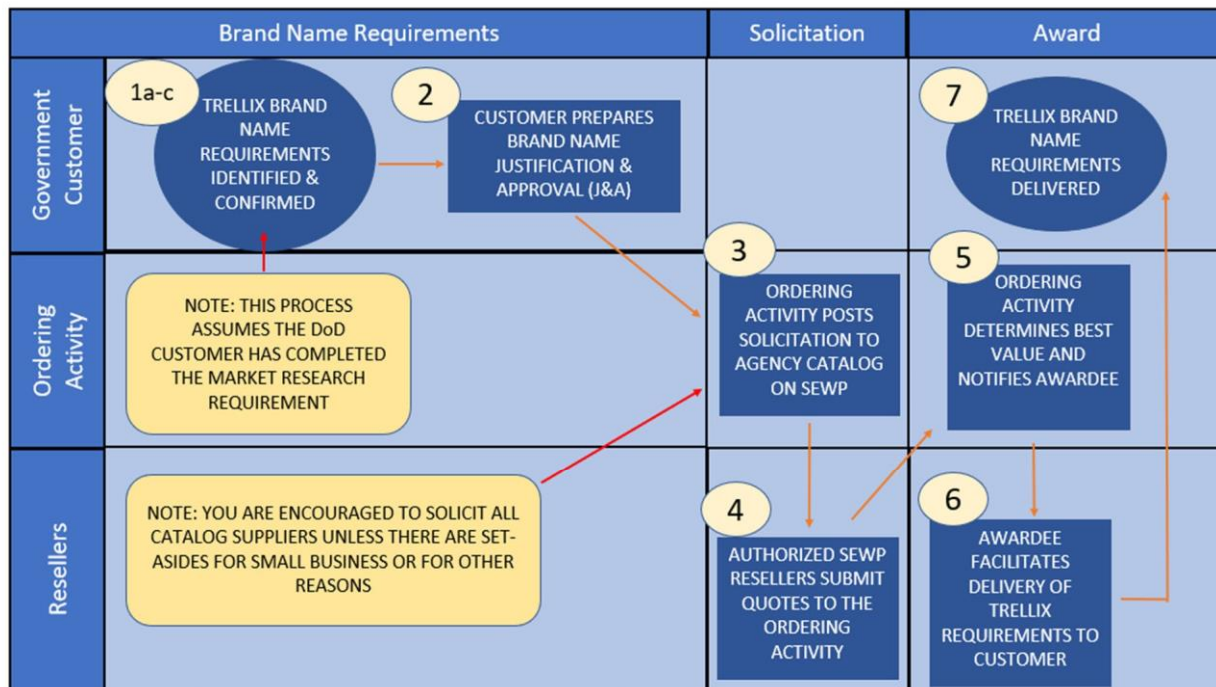 Brand Name Requirements
Solicitation
Award
Government
Customer
1a-c
TRELLIX BRAND
NAME
REQUIREMENTS
IDENTIFIED &
CONFIRMED
2
CUSTOMER PREPARES
BRAND NAME
JUSTIFICATION &
APPROVAL (J&A)
7
TRELLIX BRAND
NAME
REQUIREMENTS
DELIVERED
Ordering
Activity
NOTE: THIS PROCESS
ASSUMES THE DoD
CUSTOMER HAS COMPLETED
THE MARKET RESEARCH
REQUIREMENT
3
ORDERING
ACTIVITY POSTS
SOLICITATION TO
AGENCY CATALOG
ON SEWP
5
ORDERING
ACTIVITY
DETERMINES BEST
VALUE AND
NOTIFIES AWARDEE
Resellers
NOTE: YOU ARE ENCOURAGED TO SOLICIT ALL
CATALOG SUPPLIERS UNLESS THERE ARE SET-
ASIDES FOR SMALL BUSINESS OR FOR OTHER
REASONS
4
AUTHORIZED SEWP
RESELLERS SUBMIT
QUOTES TO THE
ORDERING
ACTIVITY
6
AWARDEE
FACILITATES
DELIVERY OF
TRELLIX
REQUIREMENTS TO
CUSTOMER